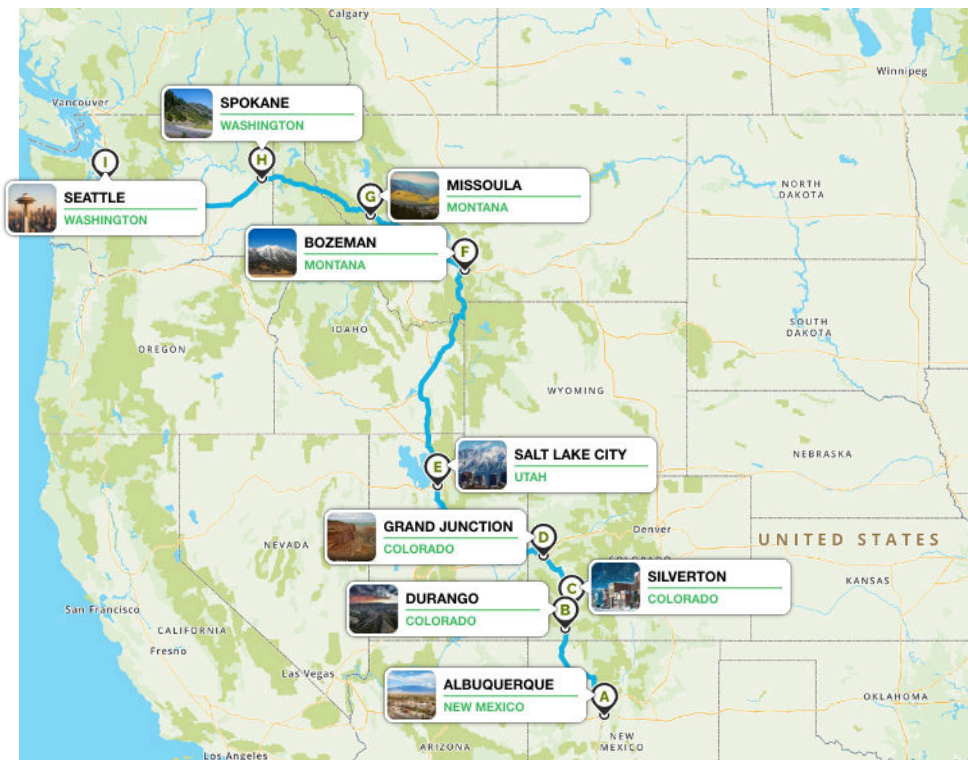 Calgary
Winnipeg
Vancouver
SPOKANE
WASHINGTON
I
H
SEATTLE
WASHINGTON
G
MISSOULA
MONTANA
NORTH
DAKOTA
BOZEMAN
MONTANA
F
IDAHO
SOUTH
DAKOTA
OREGON
WYOMING
E
SALT LAKE CITY
UTAH
NEBRASKA
GRAND JUNCTION
COLORADO
D
Denver
COLORADO
UNITED STATES
NEVADA
C
SILVERTON
COLORADO
KANSAS
DURANGO
COLORADO
B
San Francisco
CALIFORNIA
Fresno
Las Vegas
ALBUQUERQUE
NEW MEXICO
A
OKLAHOMA
NEW
MEXICO
ARIZONA
Los Angeles